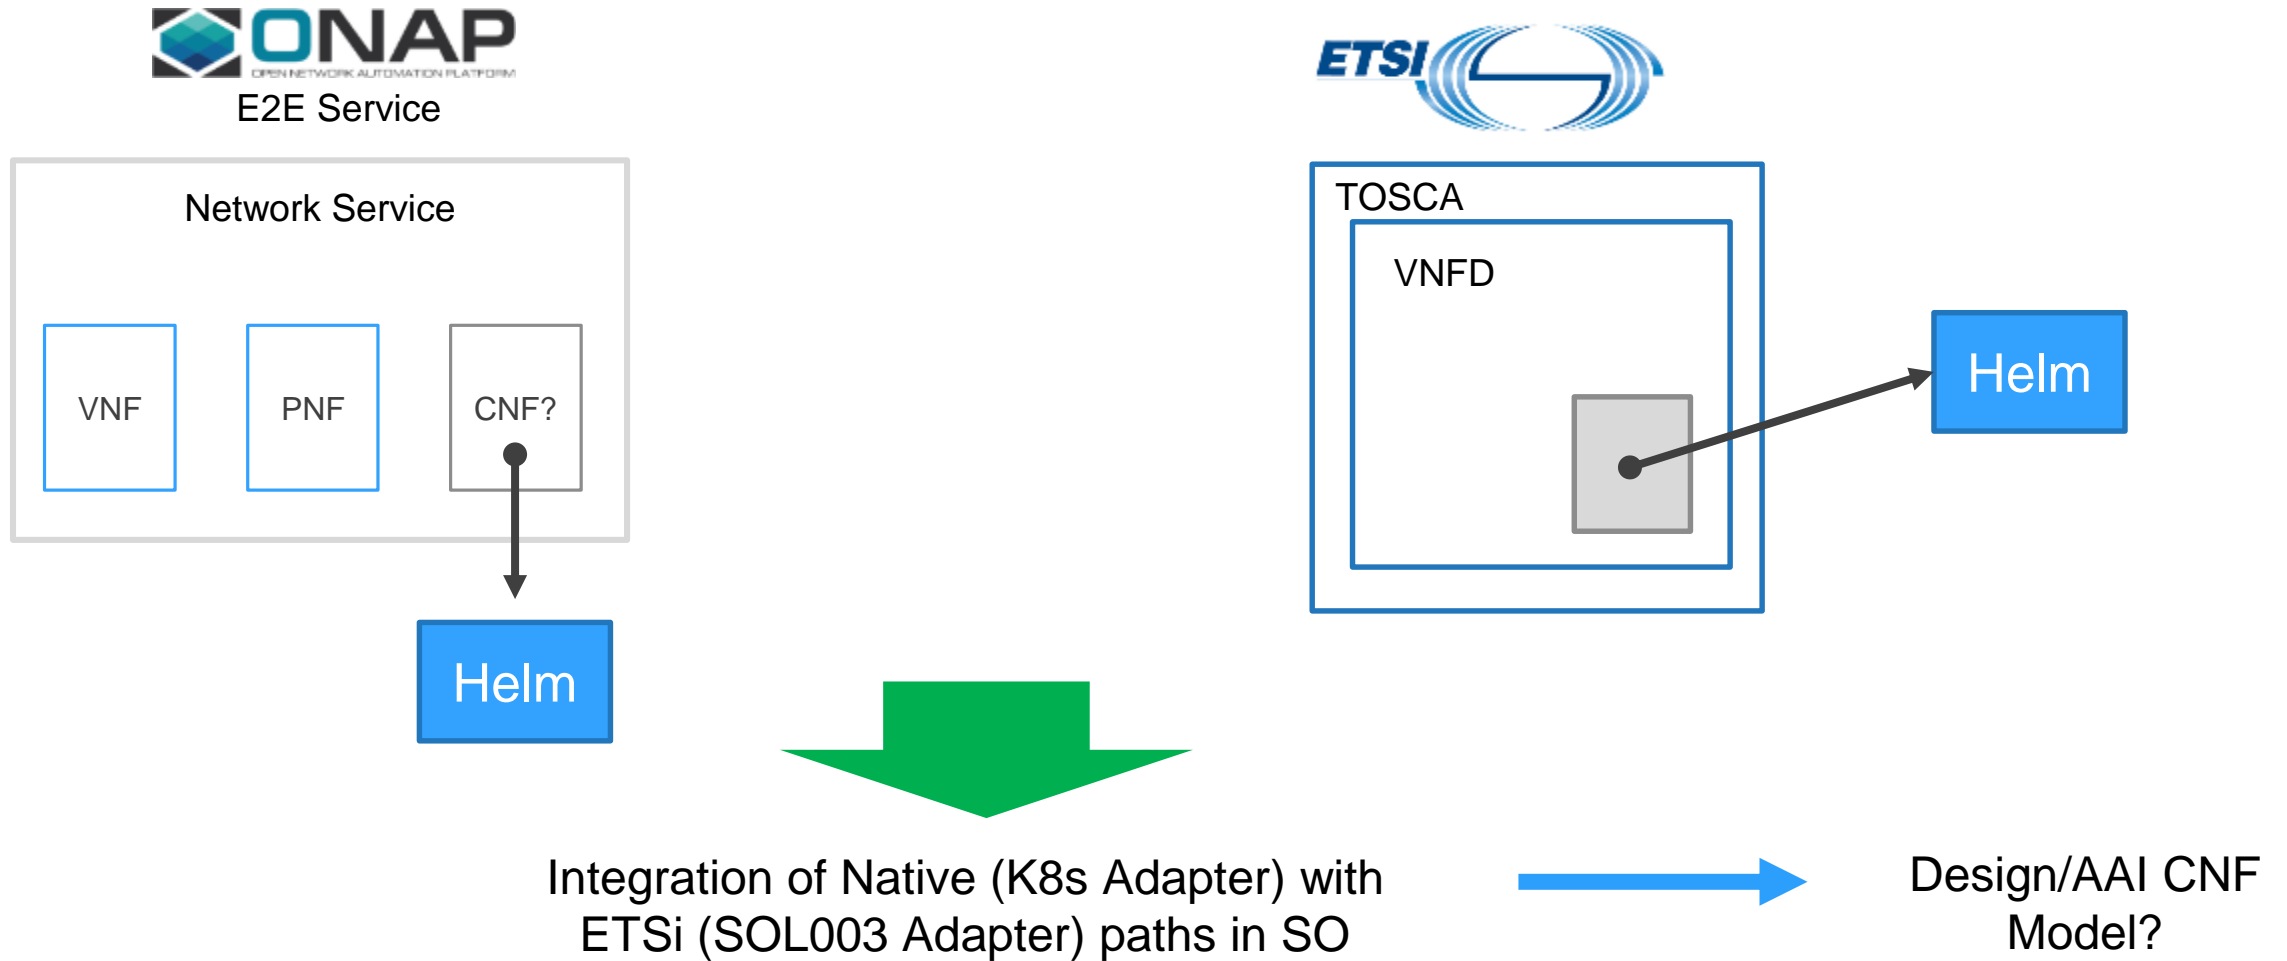 ONAP
OPEN NETWORK AUTOMATION PLATFORM
E2E Service
Network Service
VNF
PNF
CNF?
Helm
ETSI
TOSCA
VNFD
Helm
Integration of Native (K8s Adapter) with
ETSi (SOL003 Adapter) paths in SO
Design/AAI CNF
Model?